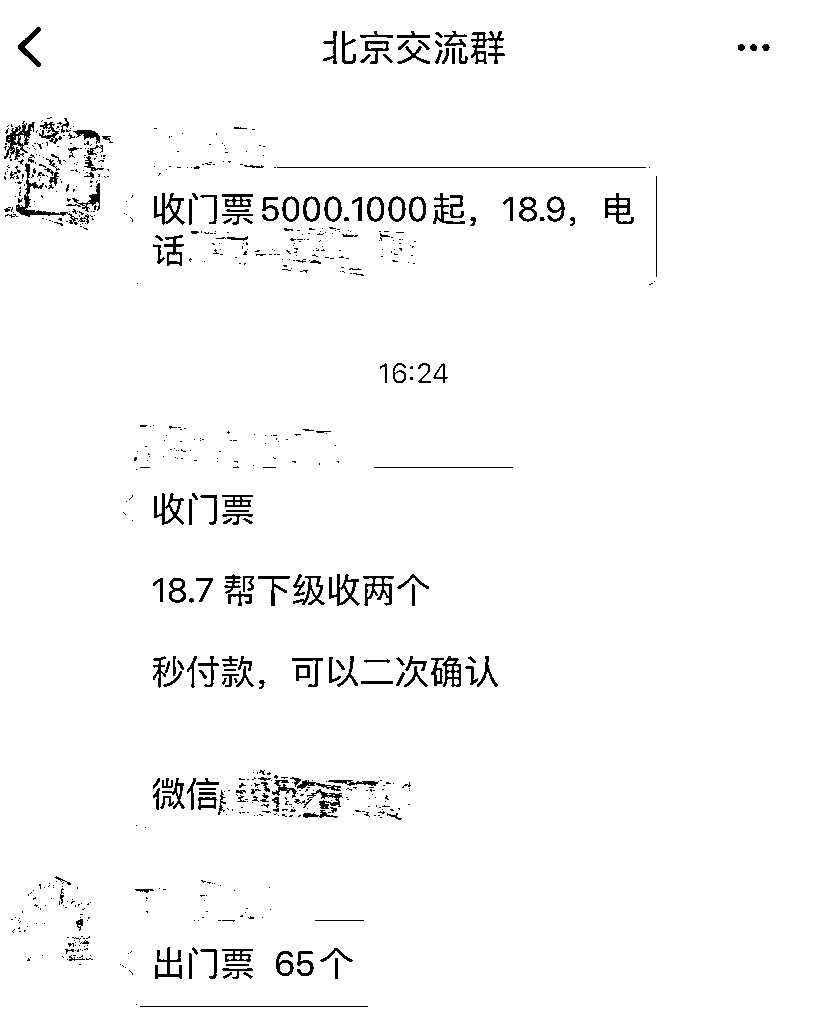 北京交流群
收门票5000.1000起，18.9，电
话
16:24
收门票
18.7 帮下级收两个
秒付款，可以二次确认
微信
出门票 65个